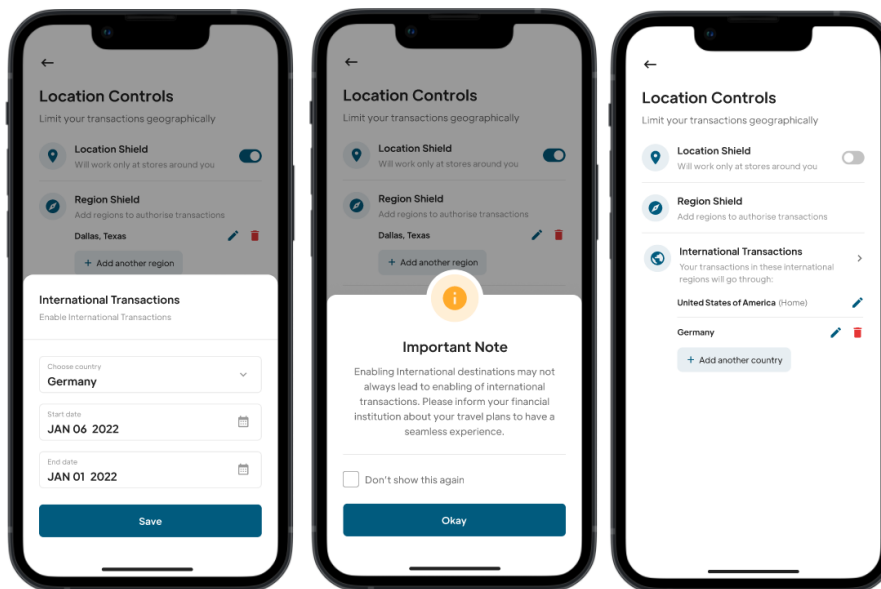 Location Controls
Limit your transactions geographically
Location Shield
Will work only at stores around you
Region Shield
Add regions to authorise transactions
Dallas, Texas
+ Add another region
International Transactions
Enable International Transactions
Choose country
Germany
Start date
JAN 06 2022
End date
JAN 01 2022
Save
Location Controls
Limit your transactions geographically
Location Shield
Will work only at stores around you
Region Shield
Add regions to authorise transactions
Dallas, Texas
+ Add another region
Important Note
Enabling International destinations may not
always lead to enabling of international
transactions. Please inform your financial
institution about your travel plans to have a
seamless experience.
Don't show this again
Okay
Location Controls
Limit your transactions geographically
Location Shield
Will work only at stores around you
Region Shield
Add regions to authorise transactions
International Transactions
Your transactions in these international
regions will go through:
United States of America (Home)
Germany
+ Add another country